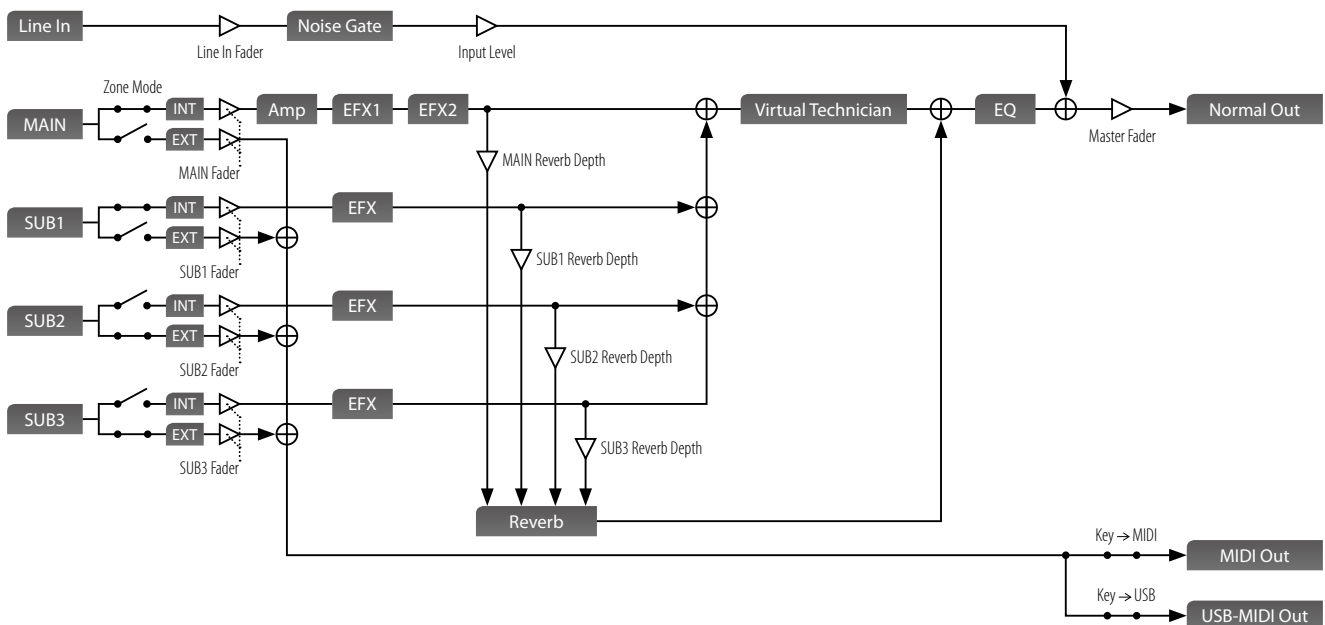 Line In
Line In Fader
Noise Gate
Input Level
Zone Mode
MAIN
INT
EXT
MAIN Fader
Amp
EFX1
EFX2
MAIN Reverb Depth
Virtual Technician
EQ
Master Fader
Normal Out
SUB1
INT
EXT
SUB1 Fader
EFX
SUB1 Reverb Depth
SUB2
INT
EXT
SUB2 Fader
EFX
SUB2 Reverb Depth
SUB3
INT
EXT
SUB3 Fader
EFX
SUB3 Reverb Depth
Reverb
Key → MIDI
MIDI Out
Key → USB
USB-MIDI Out